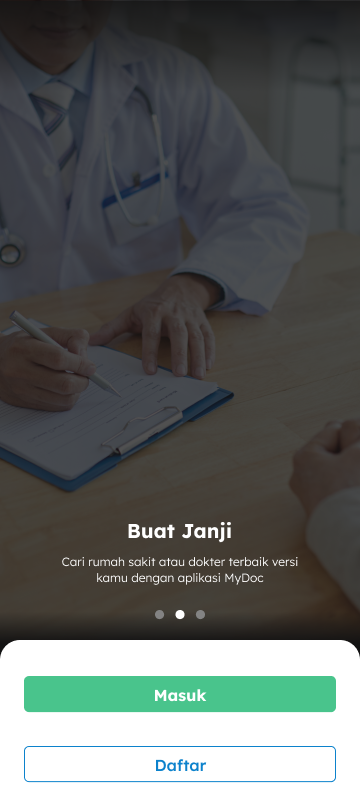 Buat Janji
Cari rumah sakit atau dokter terbaik versi
kamu dengan aplikasi MyDoc
Masuk
Daftar